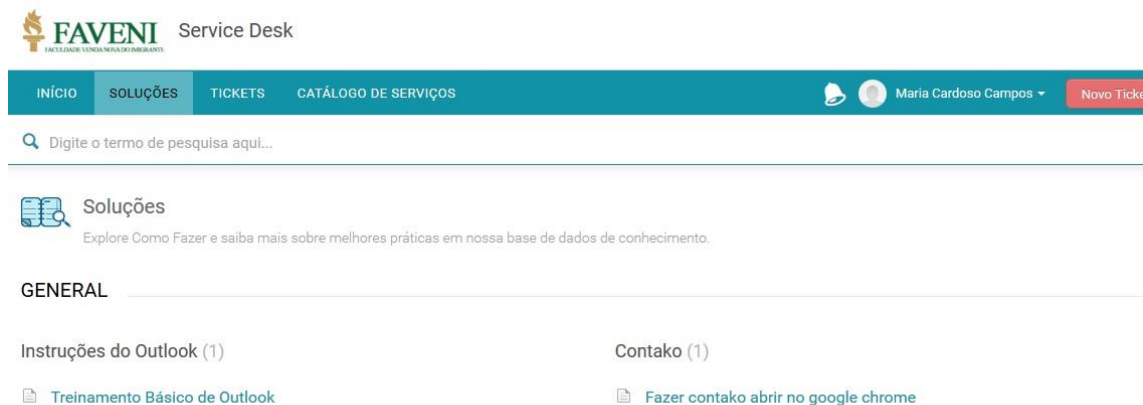 FAVENI Service Desk
FACULDADE VENDA NOVA DO IMIGRANTE
INÍCIO SOLUÇÕES TICKETS CATÁLOGO DE SERVIÇOS Maria Cardoso Campos Novo Ticke
Digite o termo de pesquisa aqui...
Soluções
Explore Como Fazer e saiba mais sobre melhores práticas em nossa base de dados de conhecimento.
GENERAL
Instruções do Outlook (1) Contako (1)
Treinamento Básico de Outlook Fazer contako abrir no google chrome